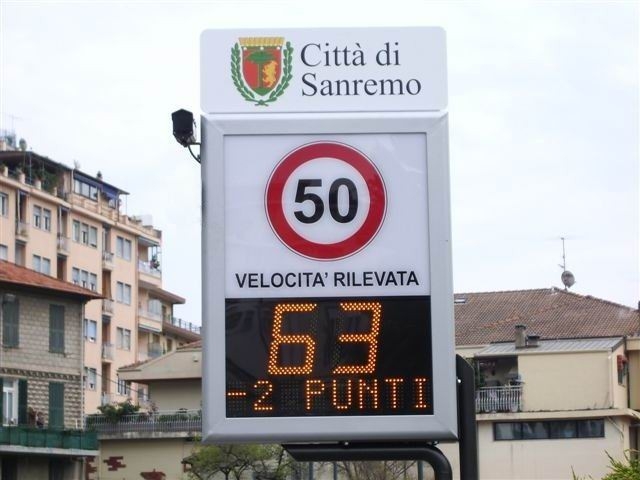 Città di
Sanremo
50
VELOCITA' RILEVATA
63
-2 PUNTI